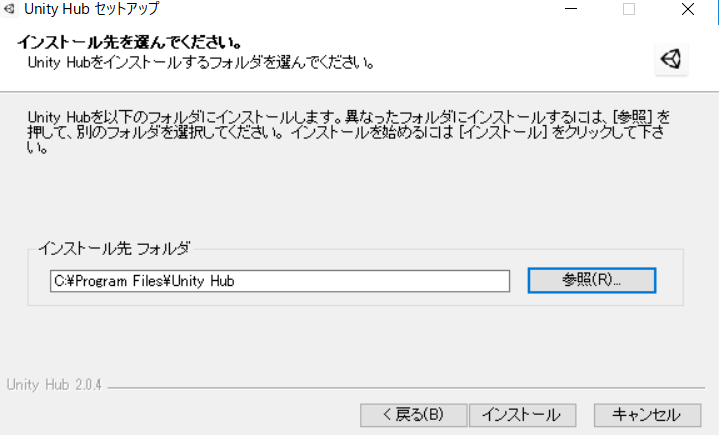 Unity Hub セットアップ
インストール先を選んでください。
Unity Hubをインストールするフォルダを選んでください。
Unity Hubを以下のフォルダにインストールします。異なったフォルダにインストールするには、[参照] を
押して、別のフォルダを選択してください。 インストールを始めるには [インストール] をクリックして下さ
い。
インストール先 フォルダ
C:¥Program Files¥Unity Hub
参照(R)...
Unity Hub 2.0.4
< 戻る(B)
インストール
キャンセル